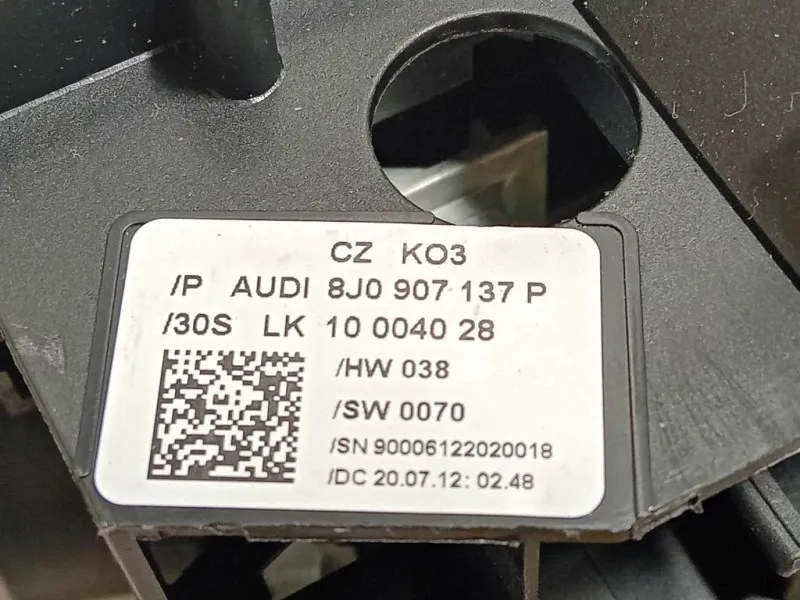 CZ KO3
/P AUDI 8J0 907 137 P
/30S LK 10 0040 28
/HW 038
/SW 0070
/SN 90006122020018
/DC 20.07.12: 02.48